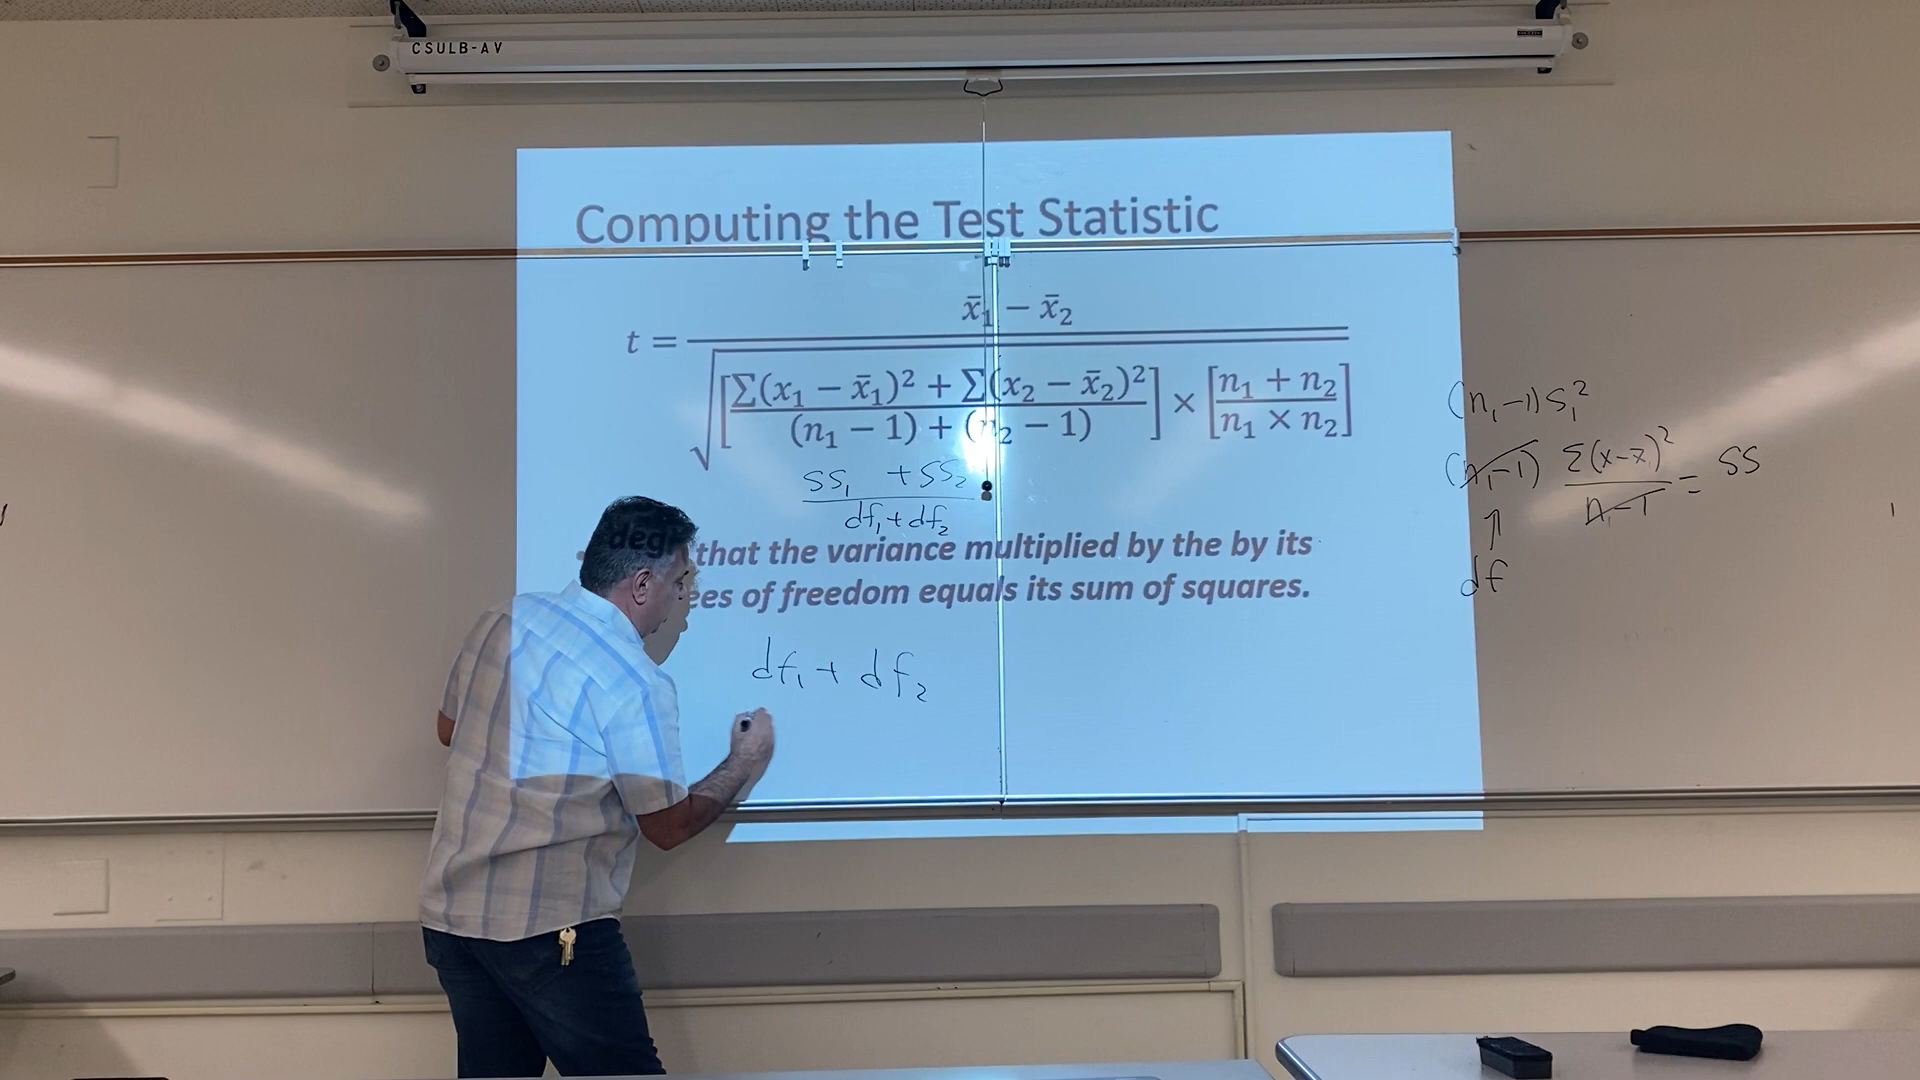 CSULB-AV
Computing the Test Statistic
t = (x̄₁ − x̄₂) / √([(Σ(x₁ − x̄₁)² + Σ(x₂ − x̄₂)²) / ((n₁ − 1) + (n₂ − 1))] × [(n₁ + n₂) / (n₁ × n₂)])
SS₁ + SS₂
df₁ + df₂
that the variance multiplied by the by its
degrees of freedom equals its sum of squares.
df₁ + df₂
(n₁-1) S₁²
(n₁-1) Σ(x-x̄)² / n₁-1 = SS
↑
df